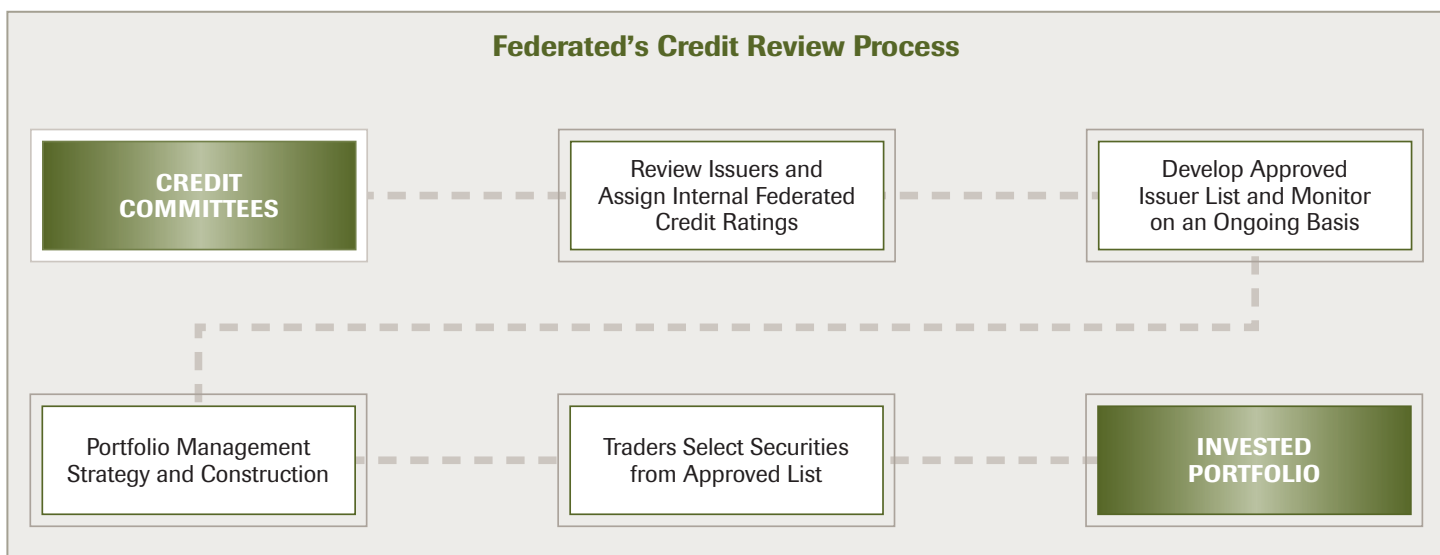 Federated's Credit Review Process
CREDIT
COMMITTEES
Review Issuers and
Assign Internal Federated
Credit Ratings
Develop Approved
Issuer List and Monitor
on an Ongoing Basis
Portfolio Management
Strategy and Construction
Traders Select Securities
from Approved List
INVESTED
PORTFOLIO